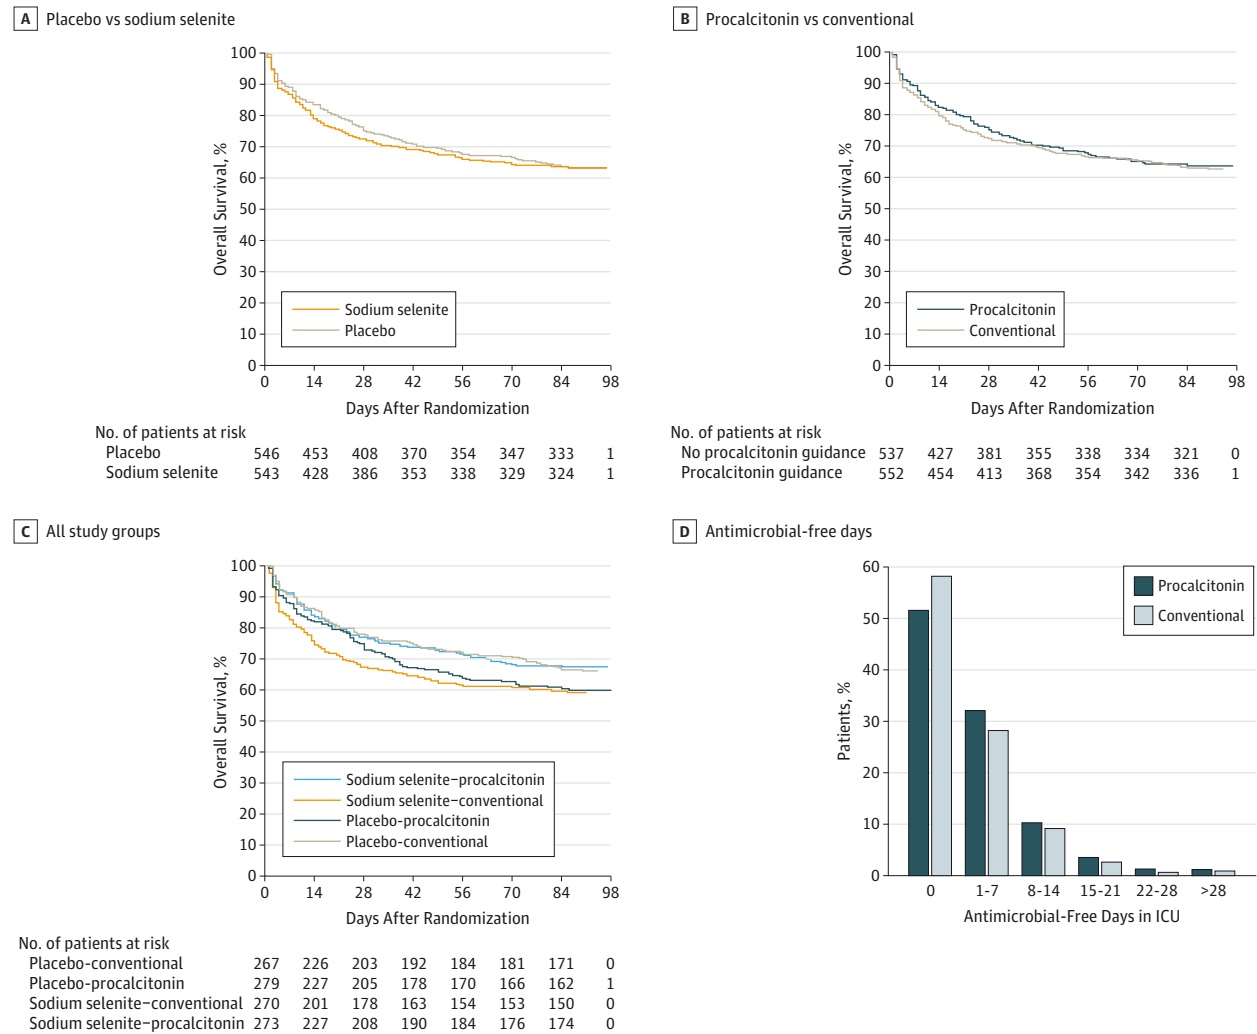 A Placebo vs sodium selenite
100
90
80
70
60
50
40
30
20
10
0
Overall Survival, %
Sodium selenite
Placebo
0 14 28 42 56 70 84 98
Days After Randomization
No. of patients at risk
Placebo 546 453 408 370 354 347 333 1
Sodium selenite 543 428 386 353 338 329 324 1
B Procalcitonin vs conventional
100
90
80
70
60
50
40
30
20
10
0
Overall Survival, %
Procalcitonin
Conventional
0 14 28 42 56 70 84 98
Days After Randomization
No. of patients at risk
No procalcitonin guidance 537 427 381 355 338 334 321 0
Procalcitonin guidance 552 454 413 368 354 342 336 1
C All study groups
100
90
80
70
60
50
40
30
20
10
0
Overall Survival, %
Sodium selenite–procalcitonin
Sodium selenite–conventional
Placebo-procalcitonin
Placebo-conventional
0 14 28 42 56 70 84 98
Days After Randomization
No. of patients at risk
Placebo-conventional 267 226 203 192 184 181 171 0
Placebo-procalcitonin 279 227 205 178 170 166 162 1
Sodium selenite–conventional 270 201 178 163 154 153 150 0
Sodium selenite–procalcitonin 273 227 208 190 184 176 174 0
D Antimicrobial-free days
60
50
40
30
20
10
0
Patients, %
Procalcitonin
Conventional
0 1-7 8-14 15-21 22-28 >28
Antimicrobial-Free Days in ICU